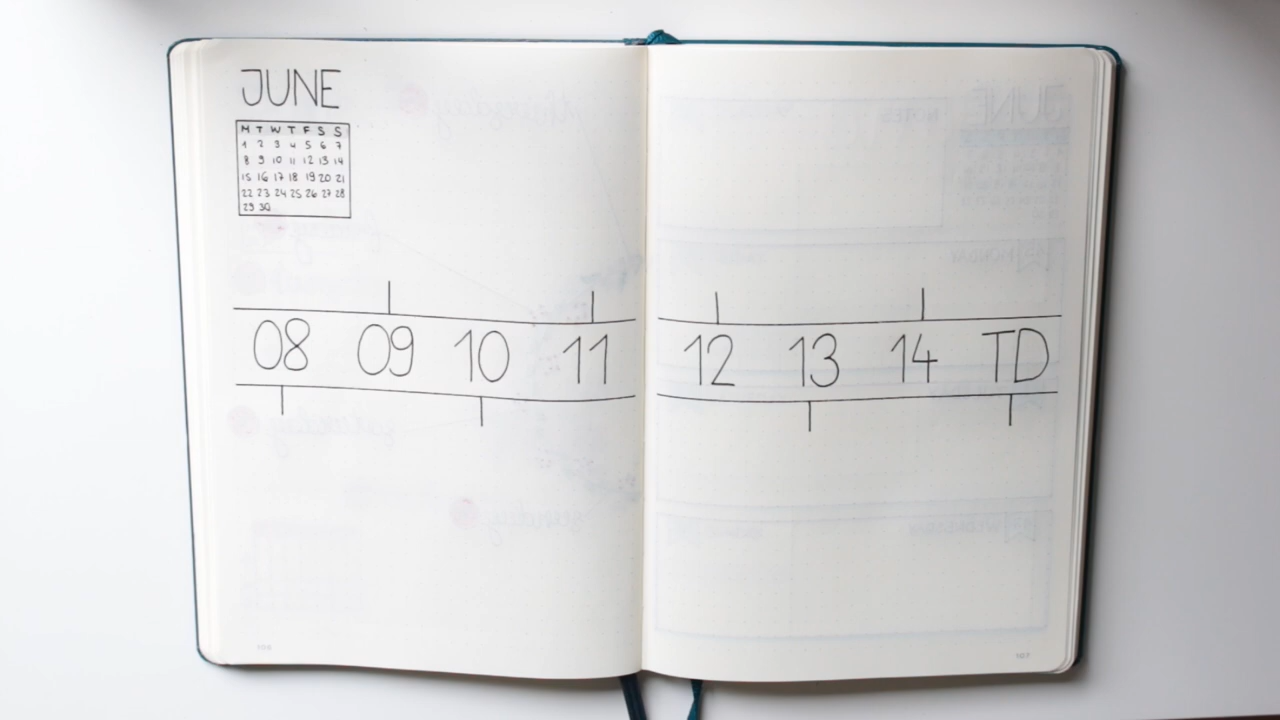 JUNE
M T W T F S S
1 2 3 4 5 6 7
8 9 10 11 12 13 14
15 16 17 18 19 20 21
22 23 24 25 26 27 28
29 30
08 09 10 11 12 13 14 TD